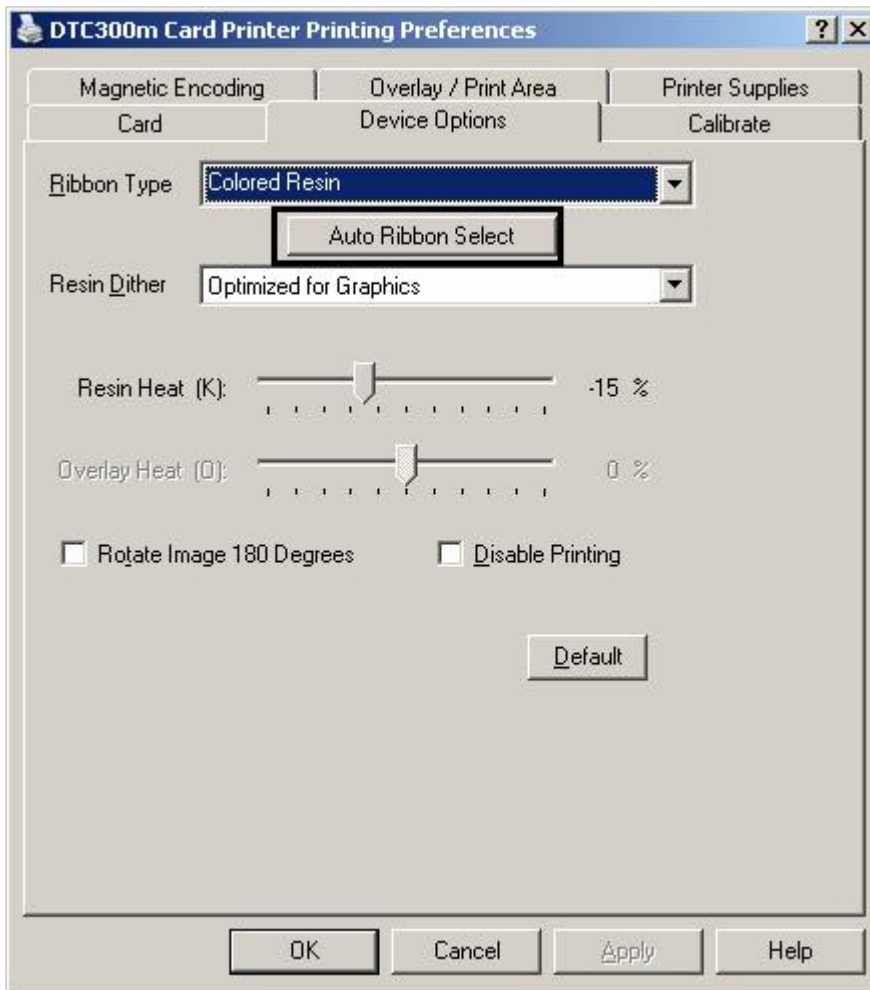 DTC300m Card Printer Printing Preferences
Magnetic Encoding Overlay / Print Area Printer Supplies
Card Device Options Calibrate
Ribbon Type Colored Resin
Auto Ribbon Select
Resin Dither Optimized for Graphics
Resin Heat (K): -15 %
Overlay Heat (O): 0 %
Rotate Image 180 Degrees Disable Printing
Default
OK Cancel Apply Help